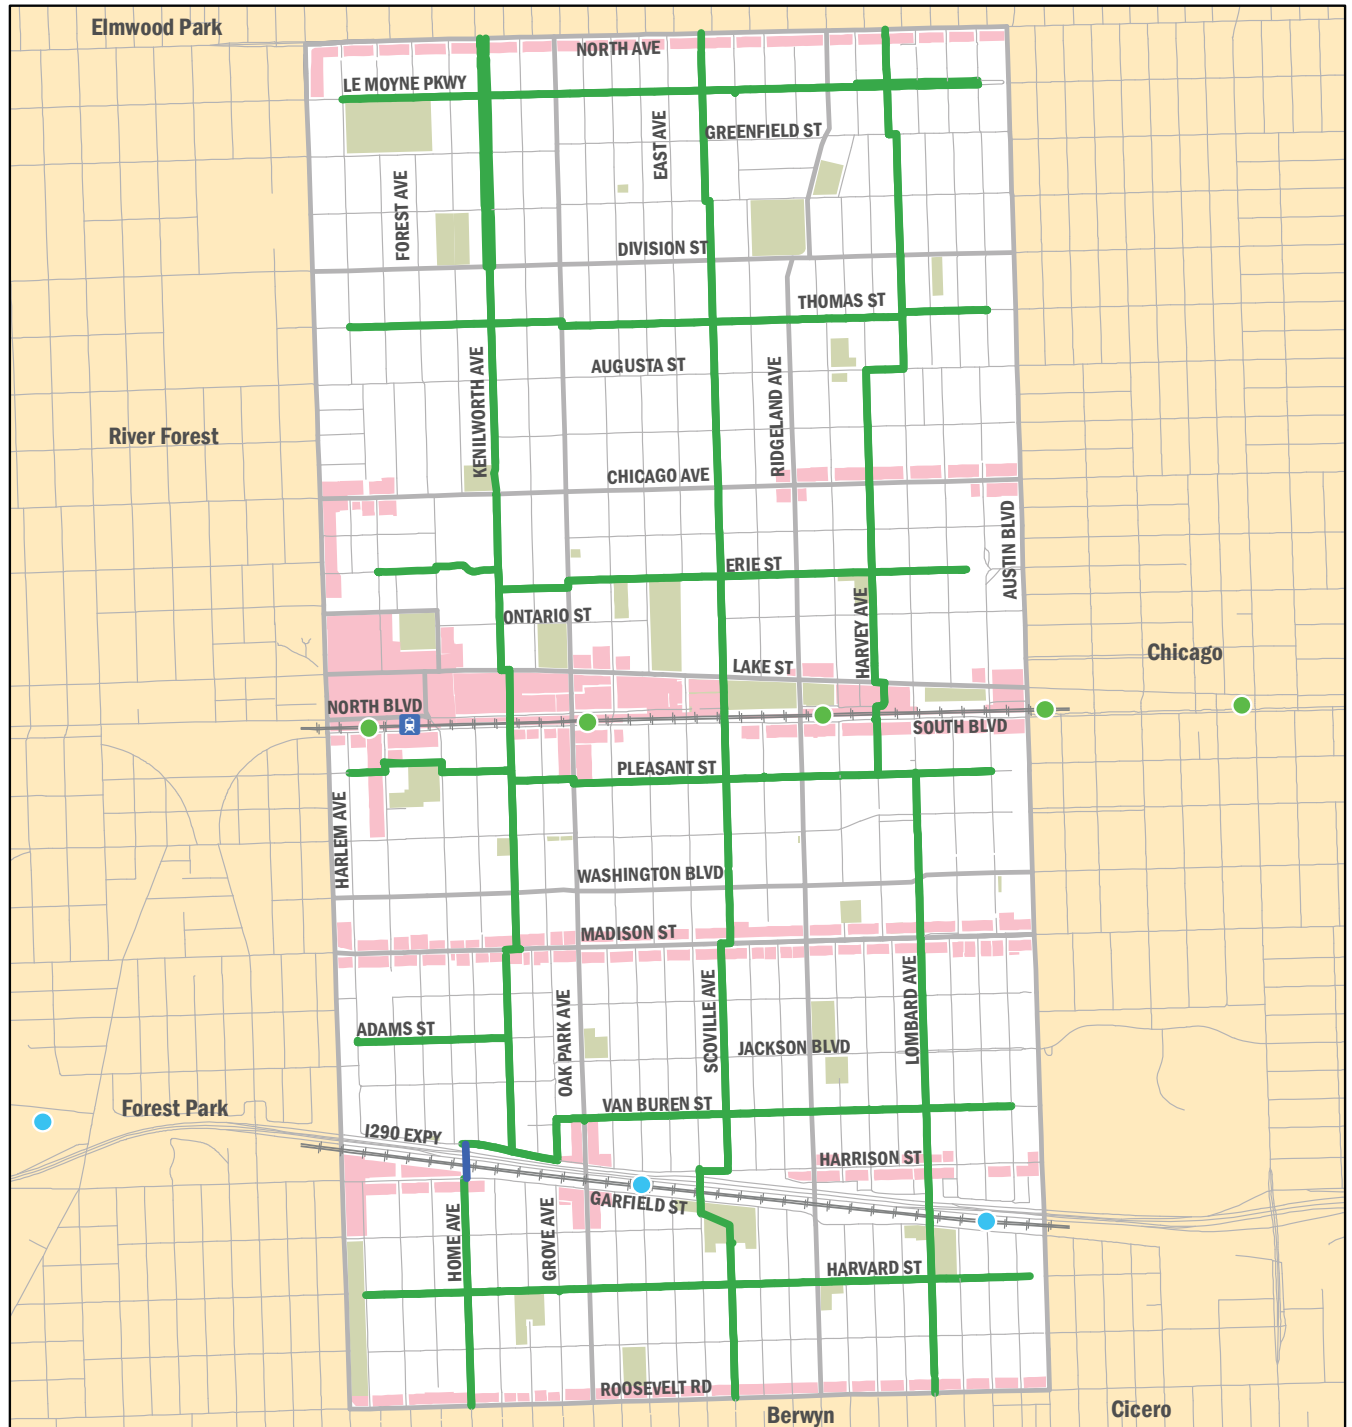 Elmwood Park
NORTH AVE
LE MOYNE PKWY
GREENFIELD ST
EAST AVE
FOREST AVE
DIVISION ST
THOMAS ST
AUGUSTA ST
KENILWORTH AVE
RIDGELAND AVE
River Forest
CHICAGO AVE
AUSTIN BLVD
ERIE ST
ONTARIO ST
HARVEY AVE
LAKE ST
Chicago
NORTH BLVD
SOUTH BLVD
PLEASANT ST
HARLEM AVE
WASHINGTON BLVD
MADISON ST
SCOVILLE AVE
LOMBARD AVE
OAK PARK AVE
ADAMS ST
JACKSON BLVD
VAN BUREN ST
Forest Park
I290 EXPY
HARRISON ST
GARFIELD ST
HOME AVE
GROVE AVE
HARVARD ST
ROOSEVELT RD
Berwyn
Cicero